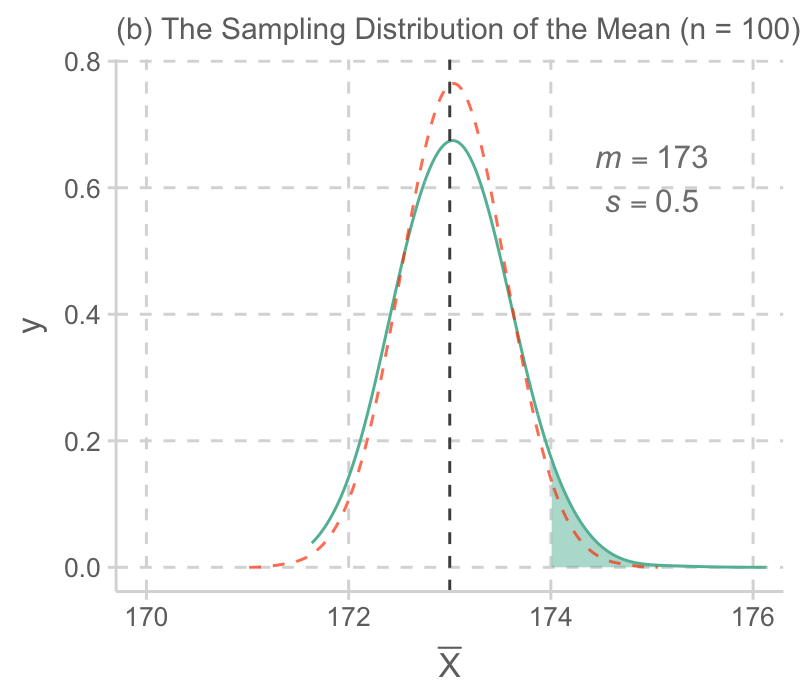 (b) The Sampling Distribution of the Mean (n = 100)
0.8
0.6
0.4
0.2
0.0
y
m = 173
s = 0.5
170 172 174 176
X̅